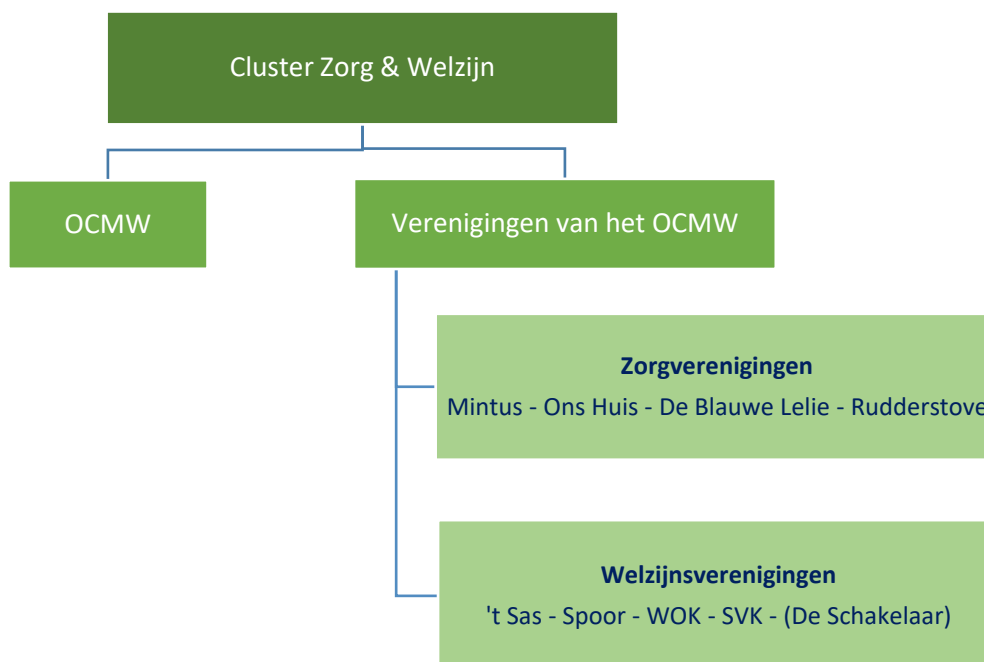 Cluster Zorg & Welzijn
OCMW
Verenigingen van het OCMW
Zorgverenigingen
Mintus - Ons Huis - De Blauwe Lelie - Rudderstove
Welzijnsverenigingen
't Sas - Spoor - WOK - SVK - (De Schakelaar)